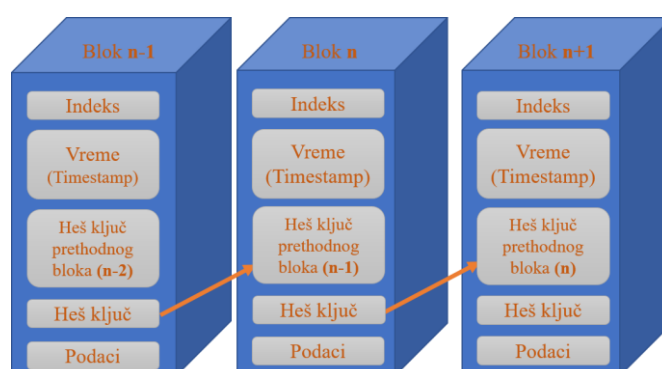 Blok n-1
Indeks
Vreme
(Timestamp)
Heš ključ
prethodnog
bloka (n-2)
Heš ključ
Podaci
Blok n
Indeks
Vreme
(Timestamp)
Heš ključ
prethodnog
bloka (n-1)
Heš ključ
Podaci
Blok n+1
Indeks
Vreme
(Timestamp)
Heš ključ
prethodnog
bloka (n)
Heš ključ
Podaci